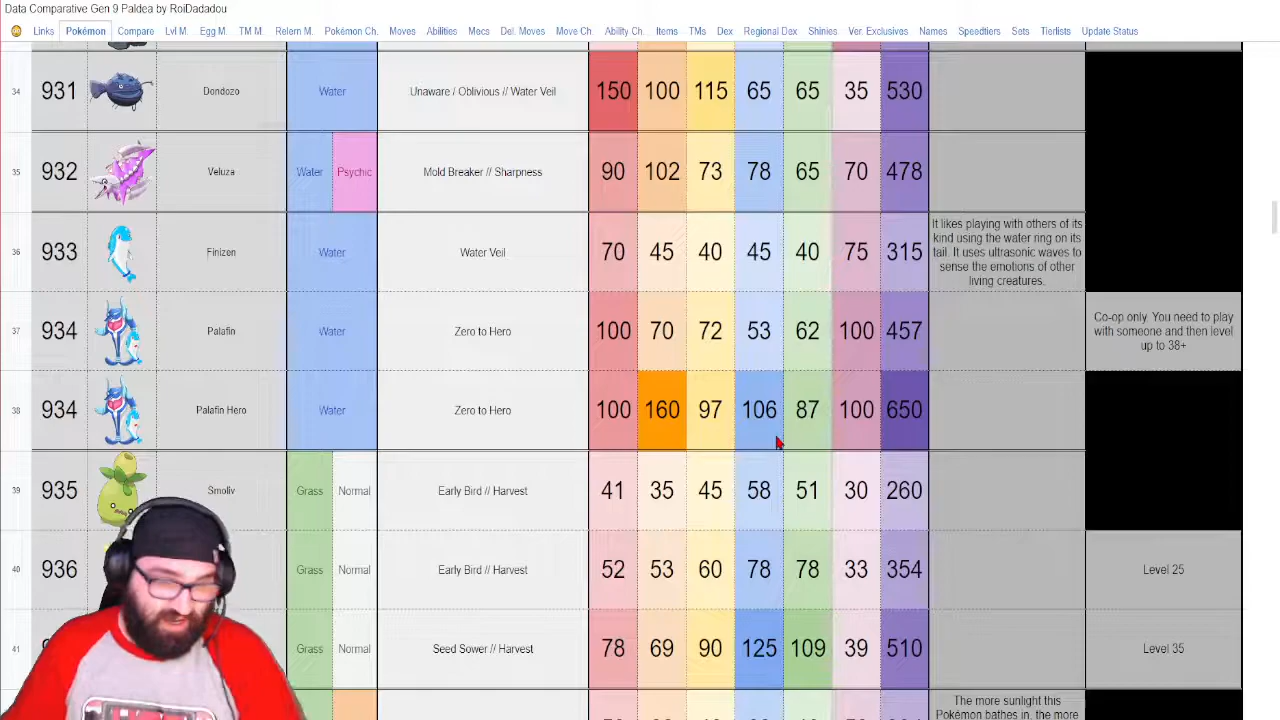 Data Comparative Gen 9 Paldea by RoiDadadou
Links Pokémon Compare Lvl M. Egg M. TM M. Relern M. Pokémon Ch. Moves Abilities Mecs Del. Moves Move Ch. Ability Ch. Items TMs Dex Regional Dex Shinies Ver. Exclusives Names Speedtiers Sets Tierlists Update Status
34 931 Dondozo Water Unaware / Oblivious // Water Veil 150 100 115 65 65 35 530
35 932 Veluza Water Psychic Mold Breaker // Sharpness 90 102 73 78 65 70 478
36 933 Finizen Water Water Veil 70 45 40 45 40 75 315
It likes playing with others of its
kind using the water ring on its
tail. It uses ultrasonic waves to
sense the emotions of other
living creatures.
37 934 Palafin Water Zero to Hero 100 70 72 53 62 100 457
Co-op only. You need to play
with someone and then level
up to 38+
38 934 Palafin Hero Water Zero to Hero 100 160 97 106 87 100 650
39 935 Smoliv Grass Normal Early Bird // Harvest 41 35 45 58 51 30 260
40 936 Grass Normal Early Bird // Harvest 52 53 60 78 78 33 354 Level 25
41 Grass Normal Seed Sower // Harvest 78 69 90 125 109 39 510 Level 35
The more sunlight this
Pokémon bathes in, the more